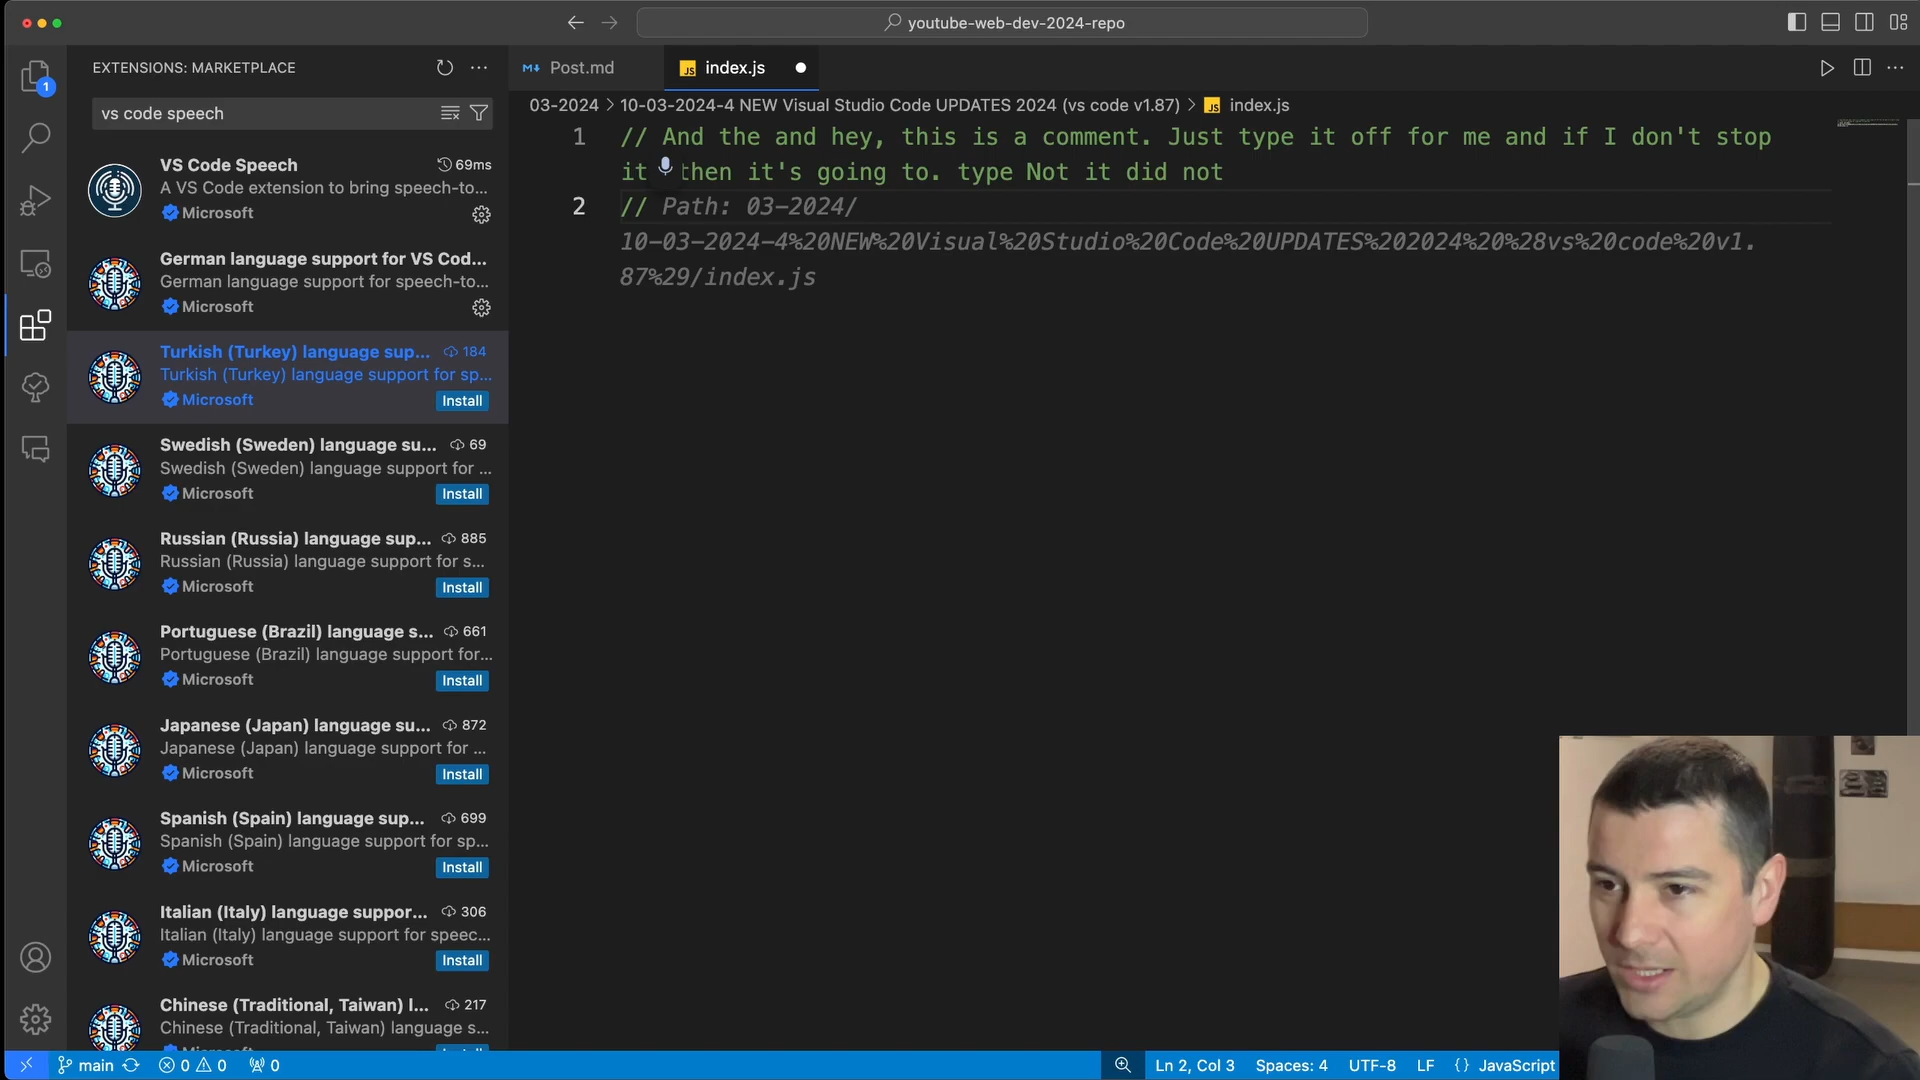 youtube-web-dev-2024-repo
EXTENSIONS: MARKETPLACE
1
vs code speech
VS Code Speech
69ms
A VS Code extension to bring speech-to...
Microsoft
German language support for VS Cod...
German language support for speech-to...
Microsoft
Turkish (Turkey) language sup...
184
Turkish (Turkey) language support for sp...
Microsoft
Install
Swedish (Sweden) language su...
69
Swedish (Sweden) language support for ...
Microsoft
Install
Russian (Russia) language sup...
885
Russian (Russia) language support for s...
Microsoft
Install
Portuguese (Brazil) language s...
661
Portuguese (Brazil) language support for...
Microsoft
Install
Japanese (Japan) language su...
872
Japanese (Japan) language support for ...
Microsoft
Install
Spanish (Spain) language sup...
699
Spanish (Spain) language support for sp...
Microsoft
Install
Italian (Italy) language suppor...
306
Italian (Italy) language support for speec...
Microsoft
Install
Chinese (Traditional, Taiwan) l...
217
Chinese (Traditional, Taiwan) language s...
Post.md
JS index.js
03-2024 > 10-03-2024-4 NEW Visual Studio Code UPDATES 2024 (vs code v1.87) > JS index.js
1 // And the and hey, this is a comment. Just type it off for me and if I don't stop
it then it's going to. type Not it did not
2 // Path: 03-2024/
10-03-2024-4%20NEW%20Visual%20Studio%20Code%20UPDATES%202024%20%28vs%20code%20v1.
87%29/index.js
main
0 0
0
Ln 2, Col 3
Spaces: 4
UTF-8
LF
{} JavaScript